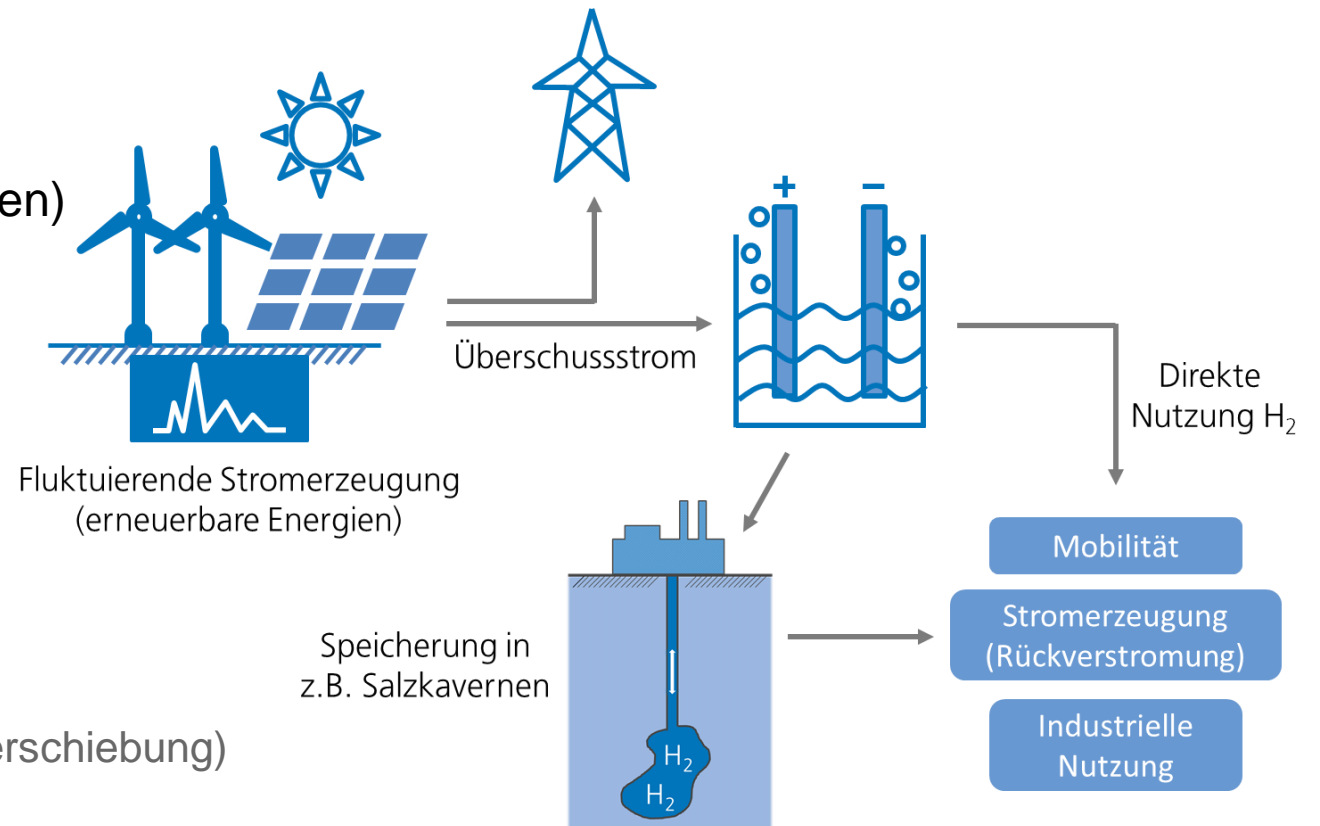 en)
+ −
Überschussstrom
Direkte
Nutzung H₂
Fluktuierende Stromerzeugung
(erneuerbare Energien)
Mobilität
Stromerzeugung
(Rückverstromung)
Speicherung in
z.B. Salzkavernen
Industrielle
Nutzung
erschiebung)
H₂
H₂